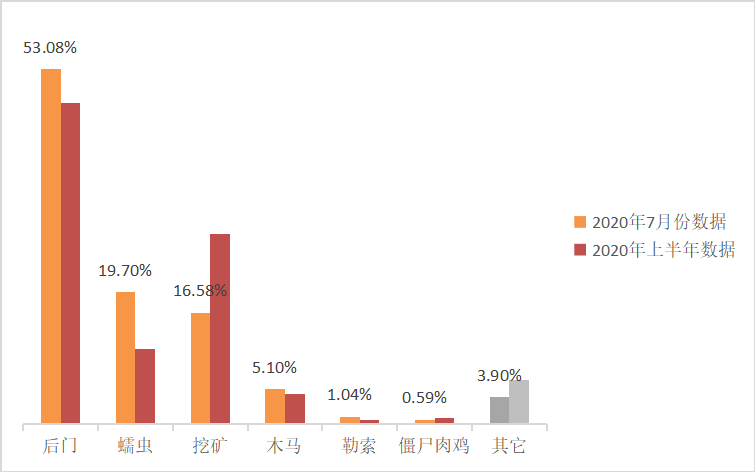 53.08%
19.70%
16.58%
5.10%
1.04%
0.59%
3.90%
后门
蠕虫
挖矿
木马
勒索
僵尸肉鸡
其它
2020年7月份数据
2020年上半年数据